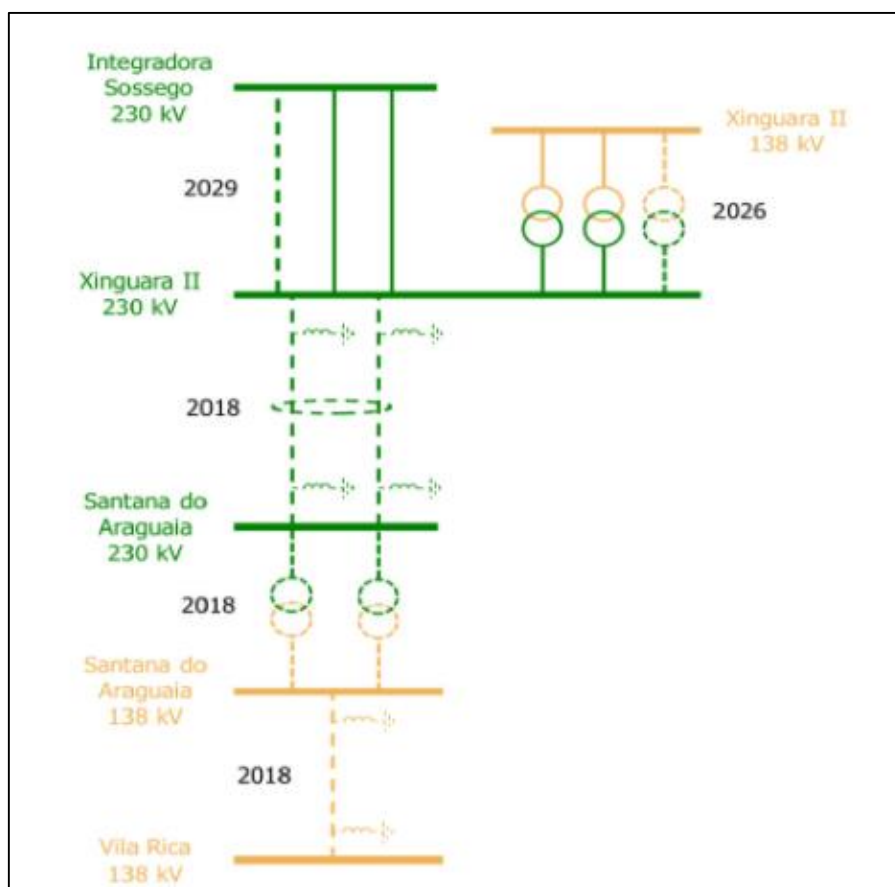 Integradora
Sossego
230 kV
Xinguara II
138 kV
2029
2026
Xinguara II
230 kV
2018
Santana do
Araguaia
230 kV
2018
Santana do
Araguaia
138 kV
2018
Vila Rica
138 kV